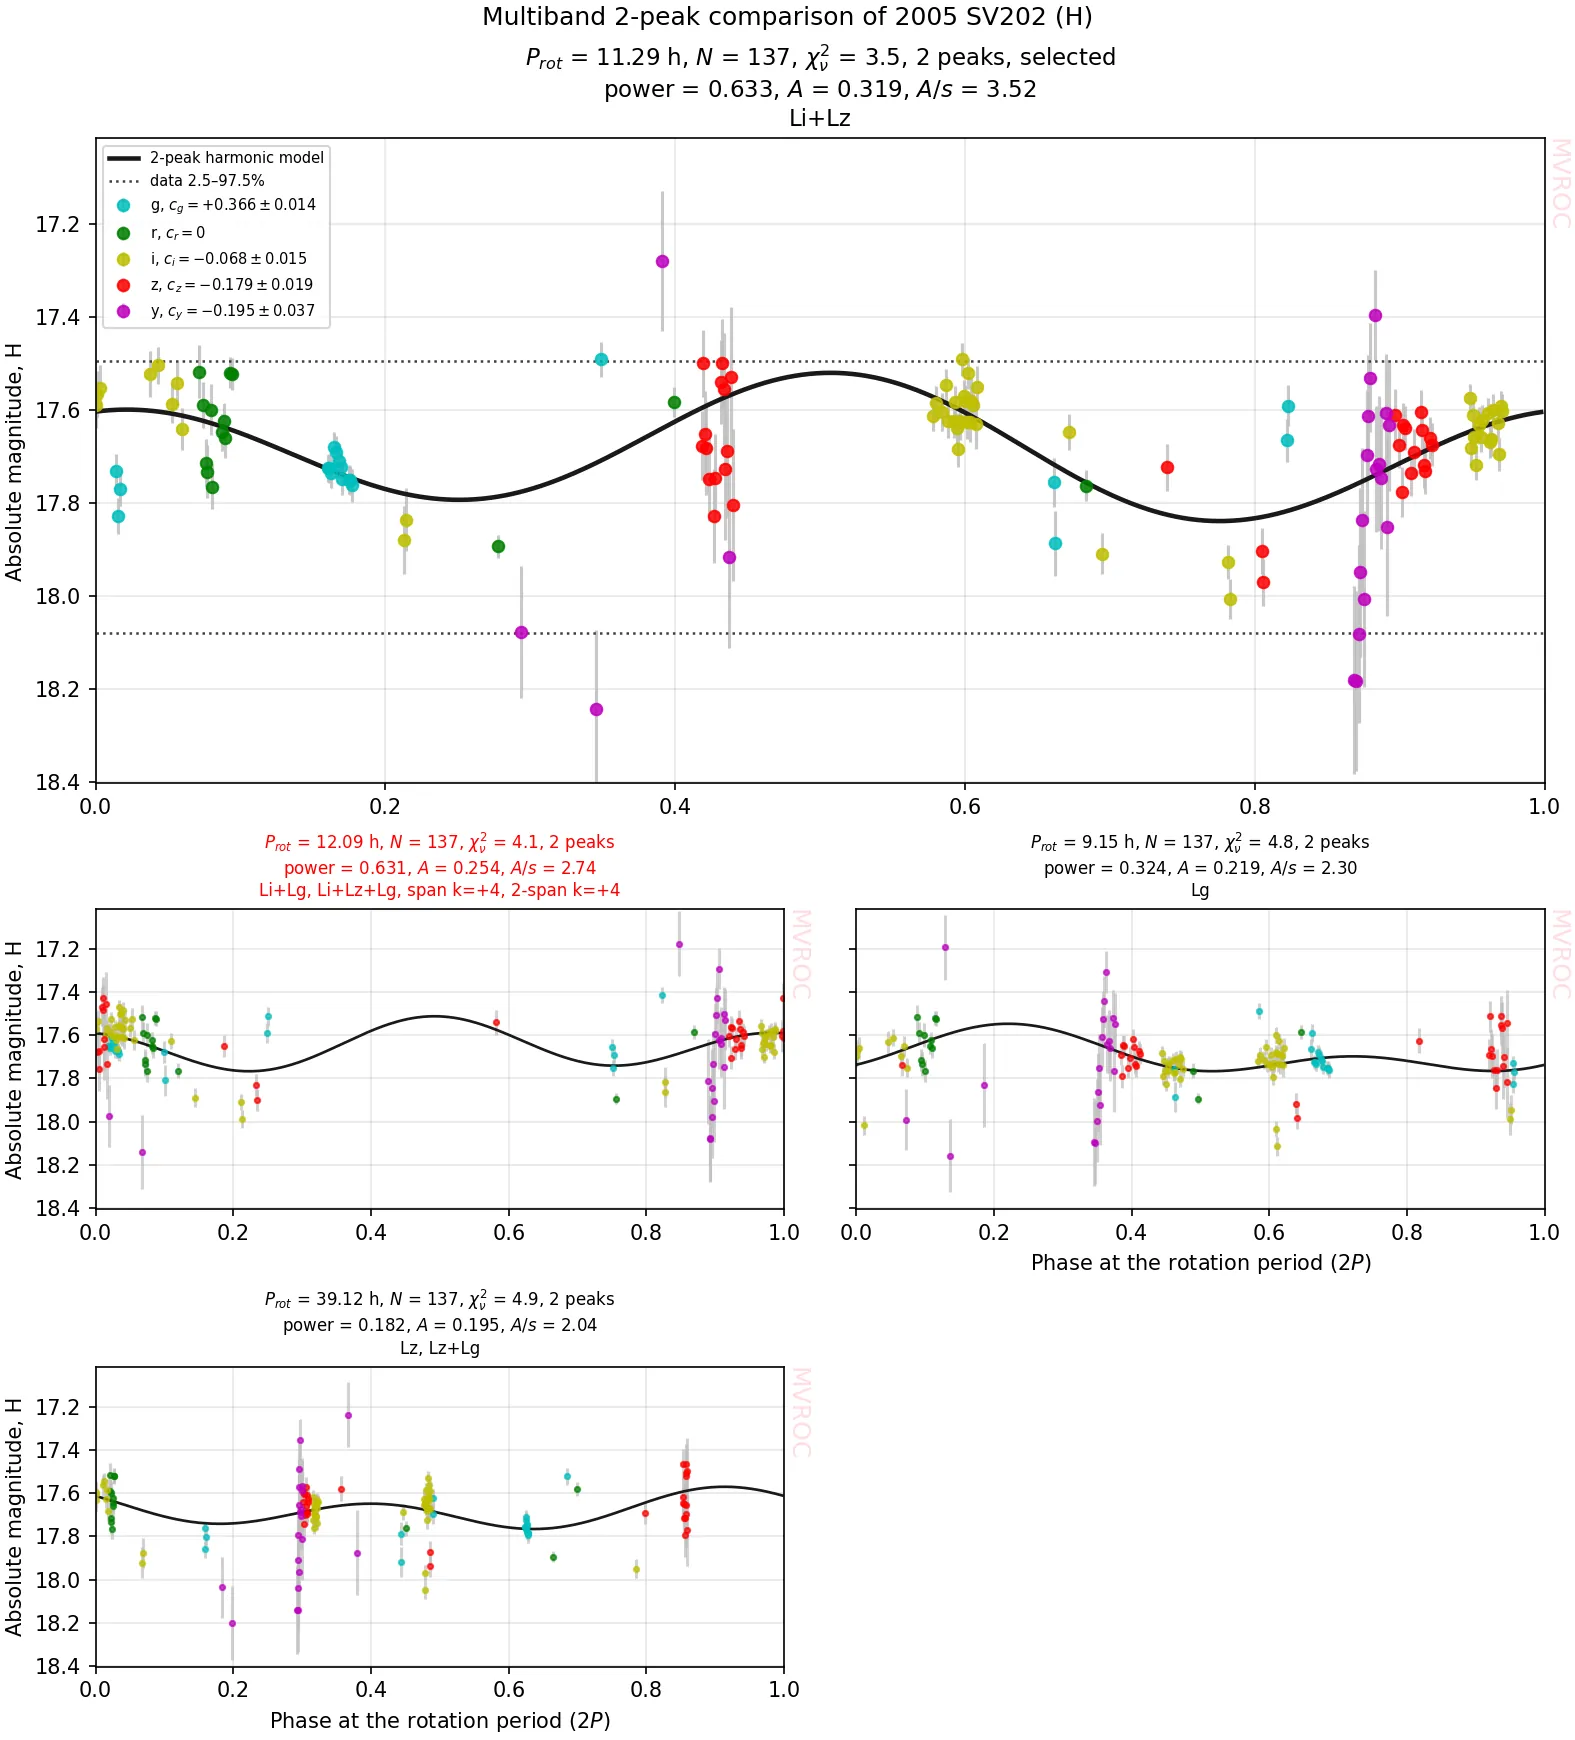 Multiband 2-peak comparison of 2005 SV202 (H)
P_rot = 11.29 h, N = 137, χ²_ν = 3.5, 2 peaks, selected
power = 0.633, A = 0.319, A/s = 3.52
Li+Lz
2-peak harmonic model
data 2.5–97.5%
g, c_g = +0.366 ± 0.014
r, c_r = 0
i, c_i = −0.068 ± 0.015
z, c_z = −0.179 ± 0.019
y, c_y = −0.195 ± 0.037
MVROC
Absolute magnitude, H
17.2
17.4
17.6
17.8
18.0
18.2
18.4
0.0 0.2 0.4 0.6 0.8 1.0
P_rot = 12.09 h, N = 137, χ²_ν = 4.1, 2 peaks
power = 0.631, A = 0.254, A/s = 2.74
Li+Lg, Li+Lz+Lg, span k=+4, 2-span k=+4
MVROC
Absolute magnitude, H
17.2
17.4
17.6
17.8
18.0
18.2
18.4
0.0 0.2 0.4 0.6 0.8 1.0
P_rot = 9.15 h, N = 137, χ²_ν = 4.8, 2 peaks
power = 0.324, A = 0.219, A/s = 2.30
Lg
MVROC
0.0 0.2 0.4 0.6 0.8 1.0
Phase at the rotation period (2P)
P_rot = 39.12 h, N = 137, χ²_ν = 4.9, 2 peaks
power = 0.182, A = 0.195, A/s = 2.04
Lz, Lz+Lg
MVROC
Absolute magnitude, H
17.2
17.4
17.6
17.8
18.0
18.2
18.4
0.0 0.2 0.4 0.6 0.8 1.0
Phase at the rotation period (2P)